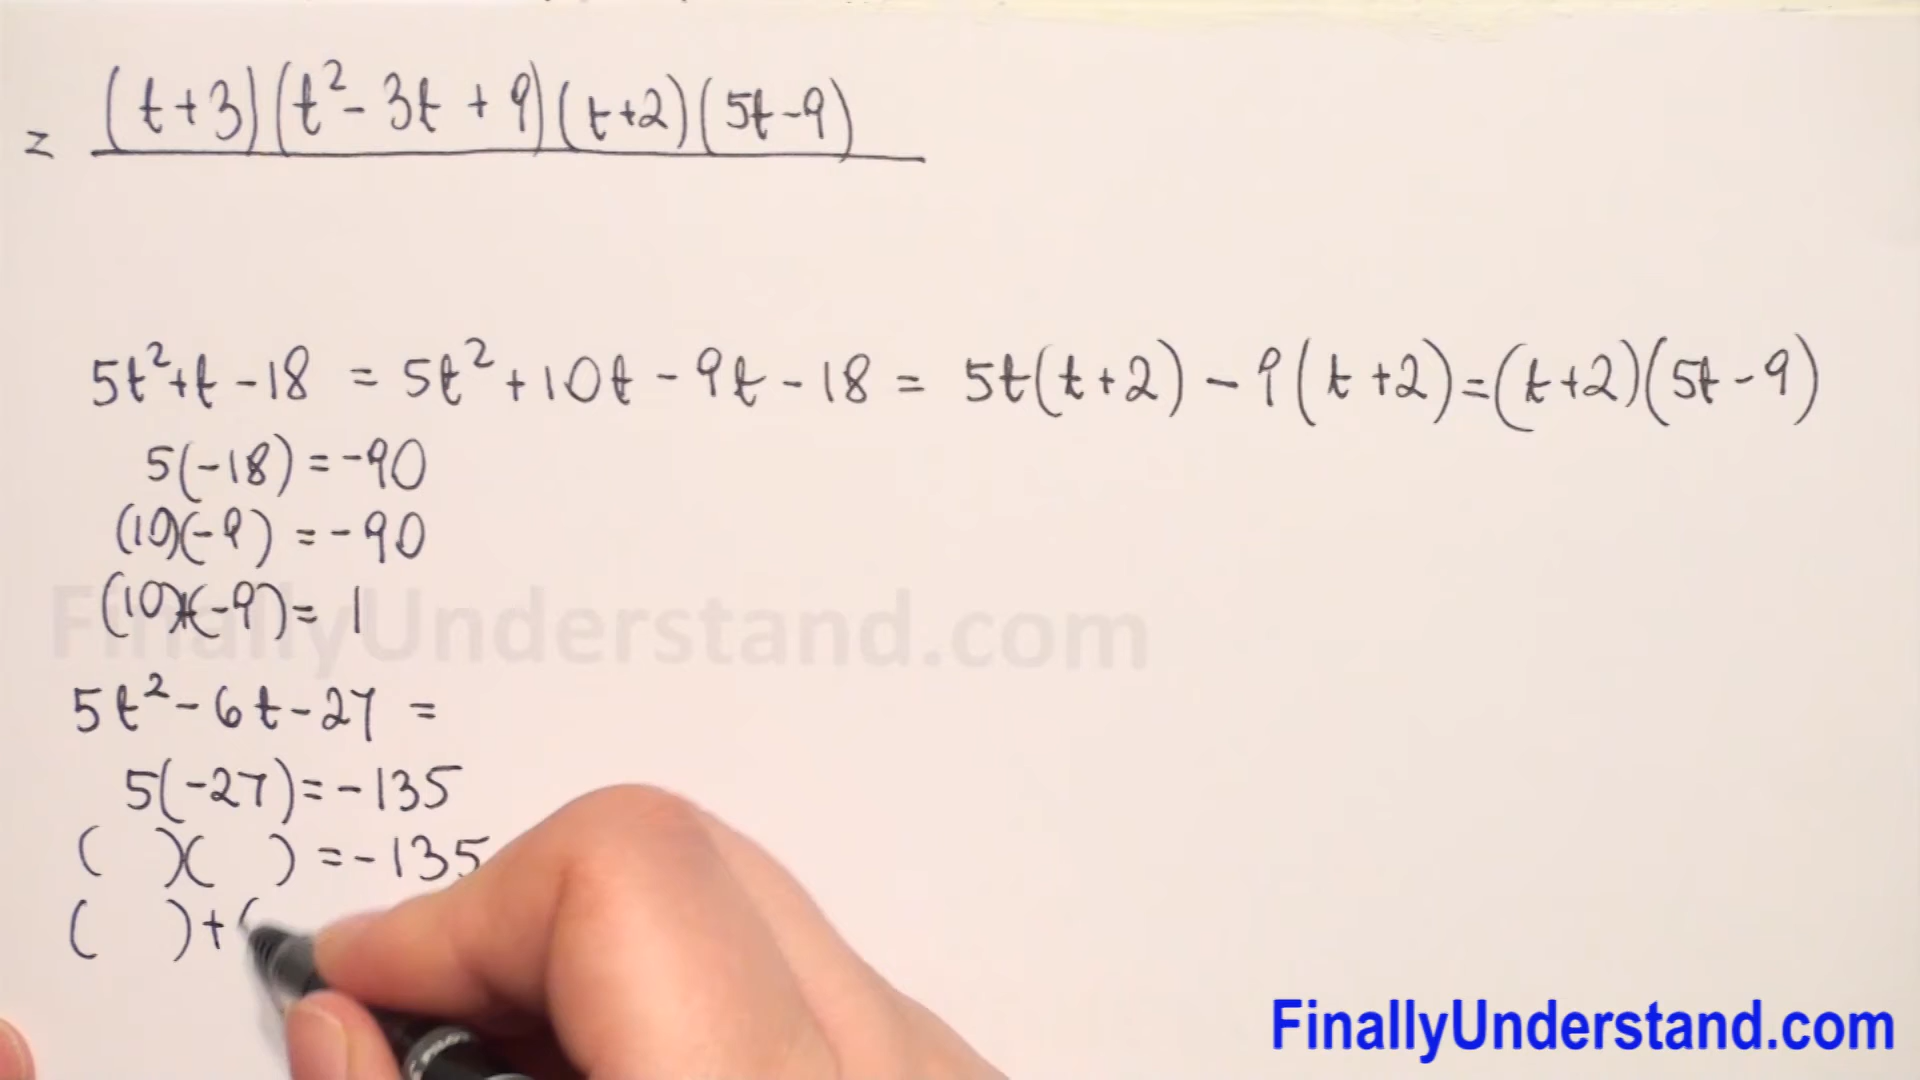 = (t+3)(t²-3t+9)(t+2)(5t-9)
5t²+t-18 = 5t²+10t-9t-18 = 5t(t+2)-9(t+2)=(t+2)(5t-9)
5(-18)=-90
(10)(-9)=-90
(10)+(-9)=1
FinallyUnderstand.com
5t²-6t-27 =
5(-27)=-135
( )( )=-135
( )+(
FinallyUnderstand.com